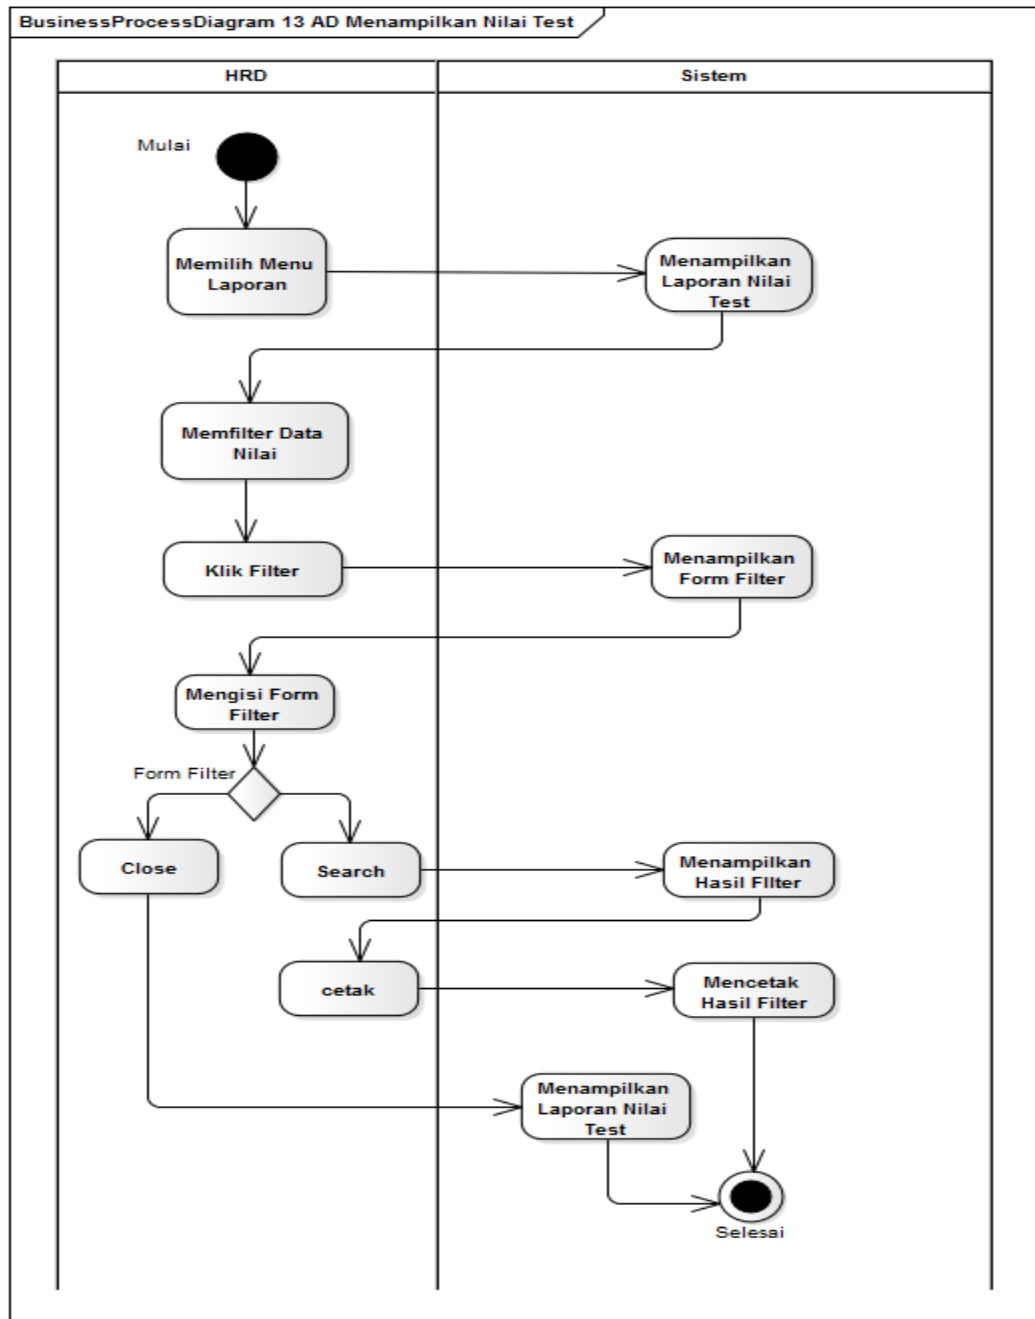 BusinessProcessDiagram 13 AD Menampilkan Nilai Test
HRD
Sistem
Mulai
Memilih Menu
Laporan
Menampilkan
Laporan Nilai
Test
Memfilter Data
Nilai
Klik Filter
Menampilkan
Form Filter
Mengisi Form
Filter
Form Filter
Close
Search
Menampilkan
Hasil FIlter
cetak
Mencetak
Hasil Filter
Menampilkan
Laporan Nilai
Test
Selesai